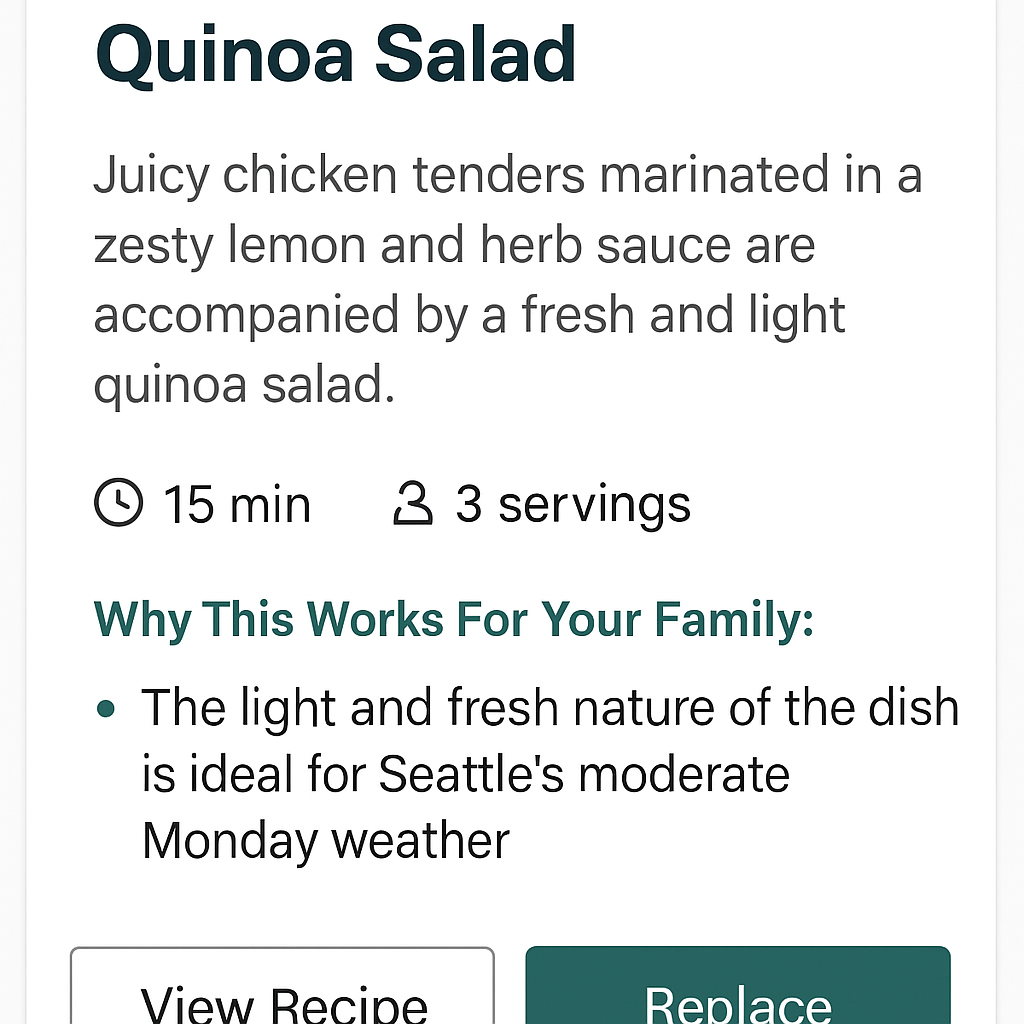 Quinoa Salad
Juicy chicken tenders marinated in a
zesty lemon and herb sauce are
accompanied by a fresh and light
quinoa salad.
15 min 3 servings
Why This Works For Your Family:
• The light and fresh nature of the dish
is ideal for Seattle's moderate
Monday weather
View Recipe Replace